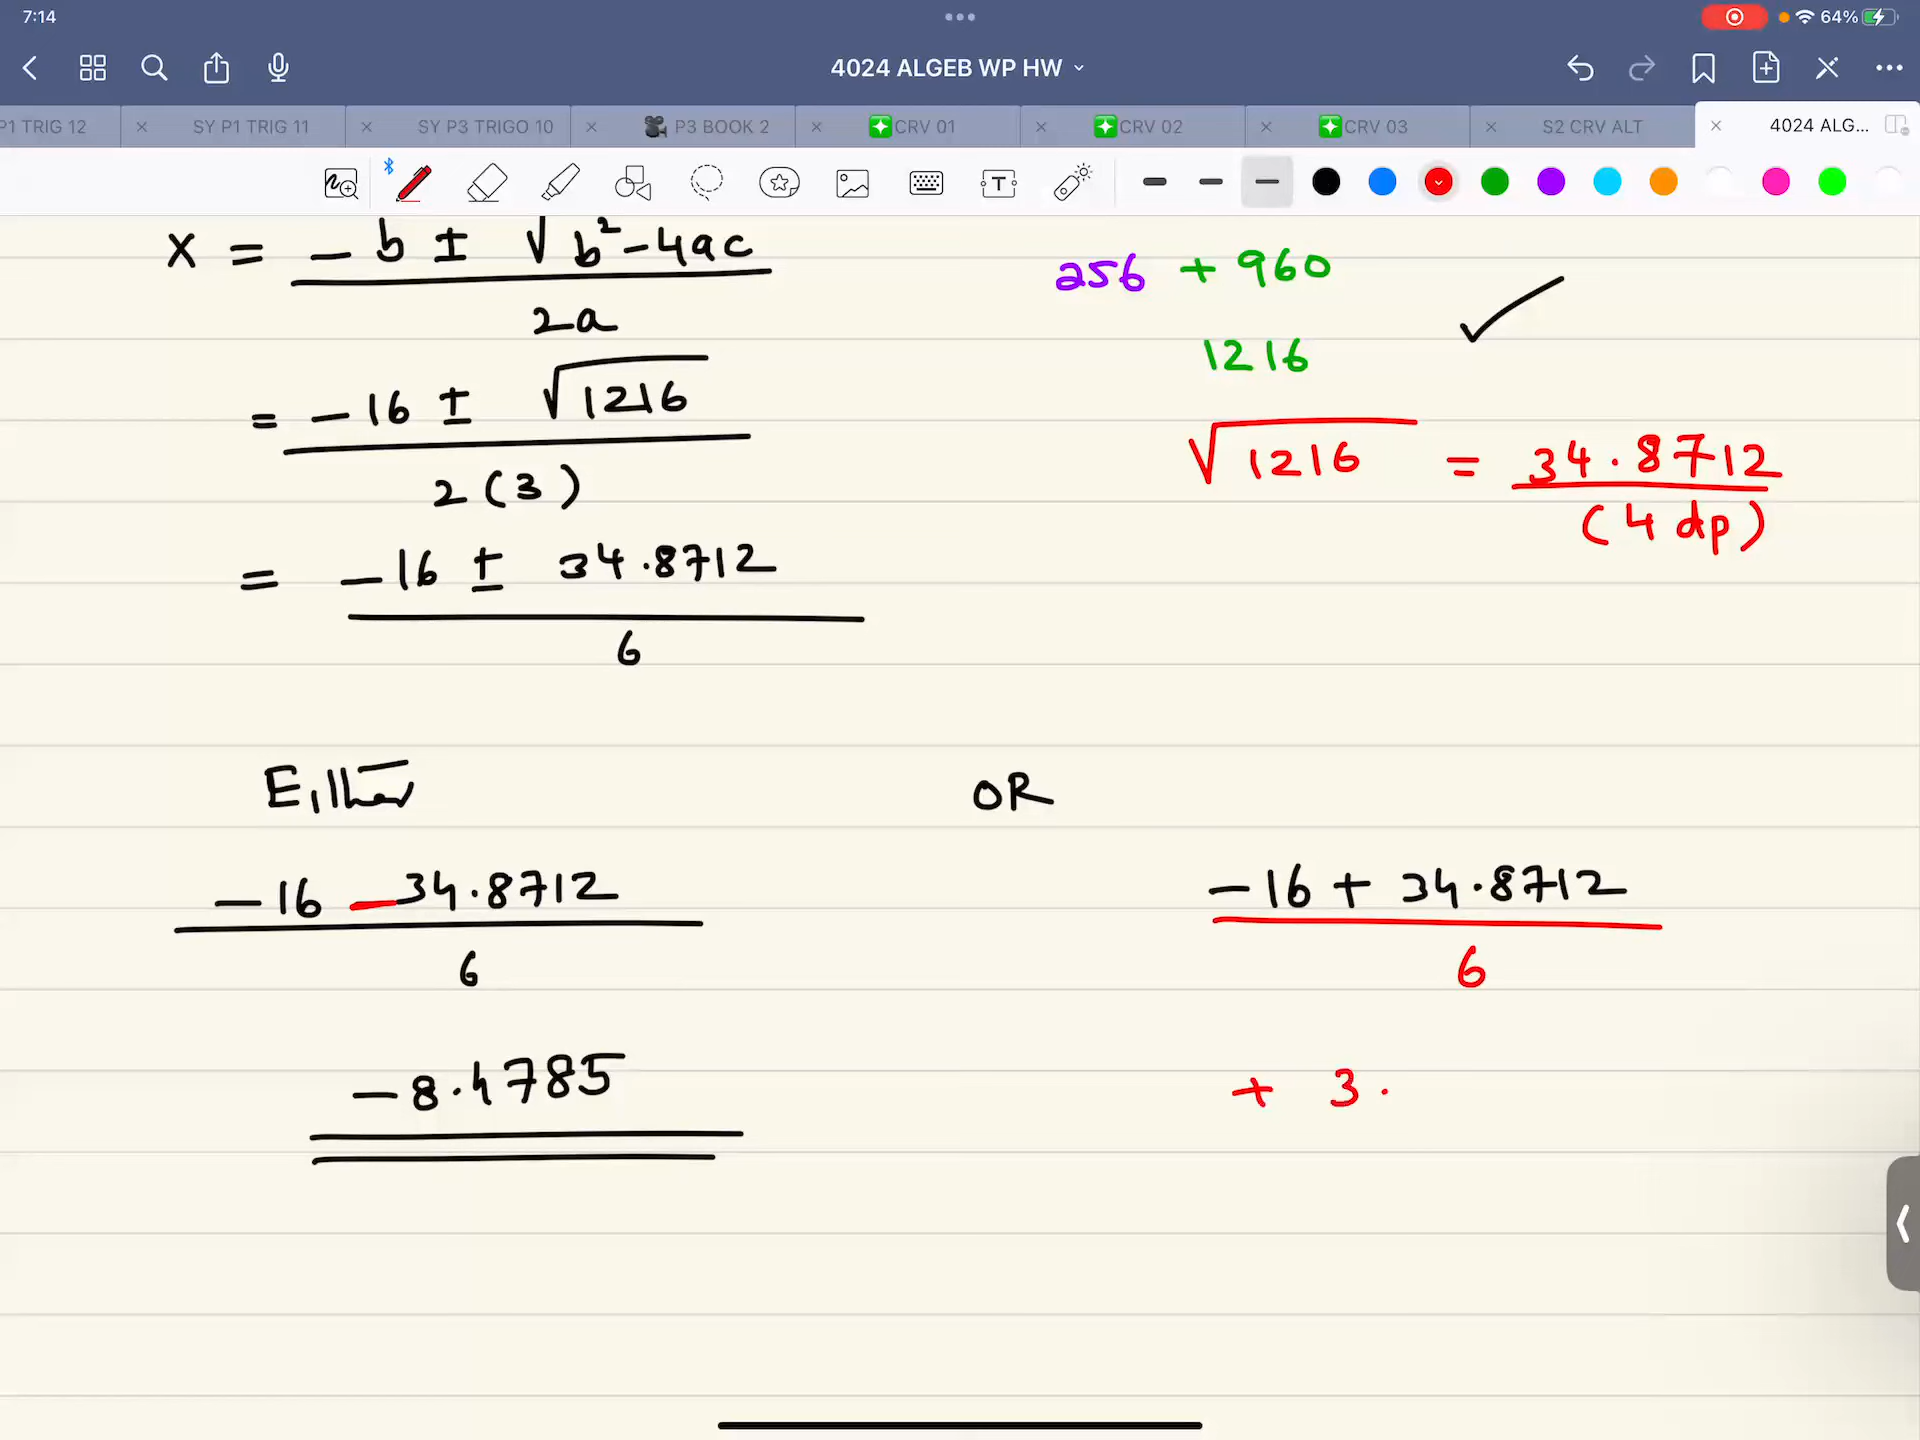 7:14 64%
4024 ALGEB WP HW
P1 TRIG 12 SY P1 TRIG 11 SY P3 TRIGO 10 P3 BOOK 2 CRV 01 CRV 02 CRV 03 S2 CRV ALT 4024 ALG...
x = -b ± √b²-4ac
2a
256 + 960
1216
= -16 ± √1216
2(3)
√1216 = 34.8712
(4 dp)
= -16 ± 34.8712
6
Either OR
-16 - 34.8712
6
-16 + 34.8712
6
-8.4785
+ 3.